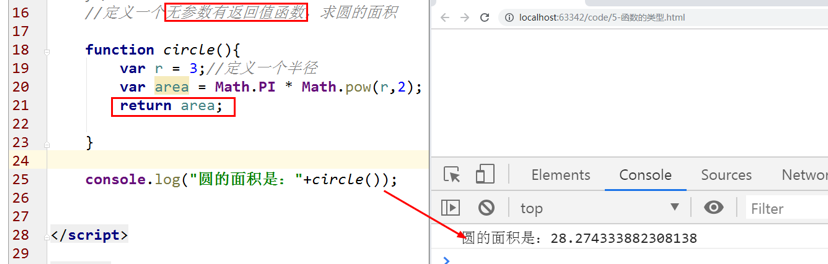 16 //定义一个无参数有返回值函数，求圆的面积
17
18 function circle(){
19 var r = 3;//定义一个半径
20 var area = Math.PI * Math.pow(r,2);
21 return area;
22
23 }
24
25 console.log("圆的面积是："+circle());
26
27
28 </script>
29
localhost:63342/code/5-函数的类型.html
Elements Console Sources Netwo
top Filter
圆的面积是：28.274333882308138